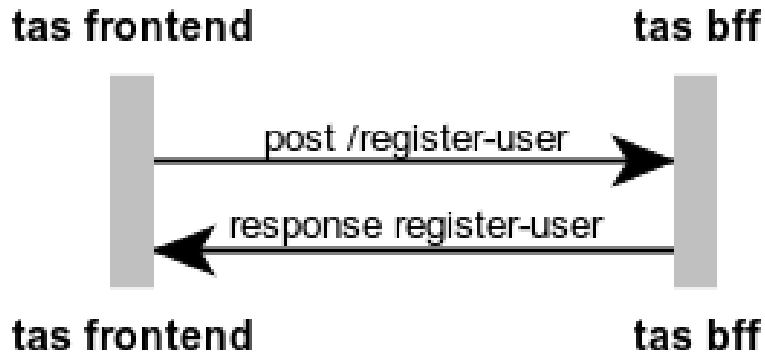 tas frontend
tas bff
post /register-user
response register-user
tas frontend
tas bff